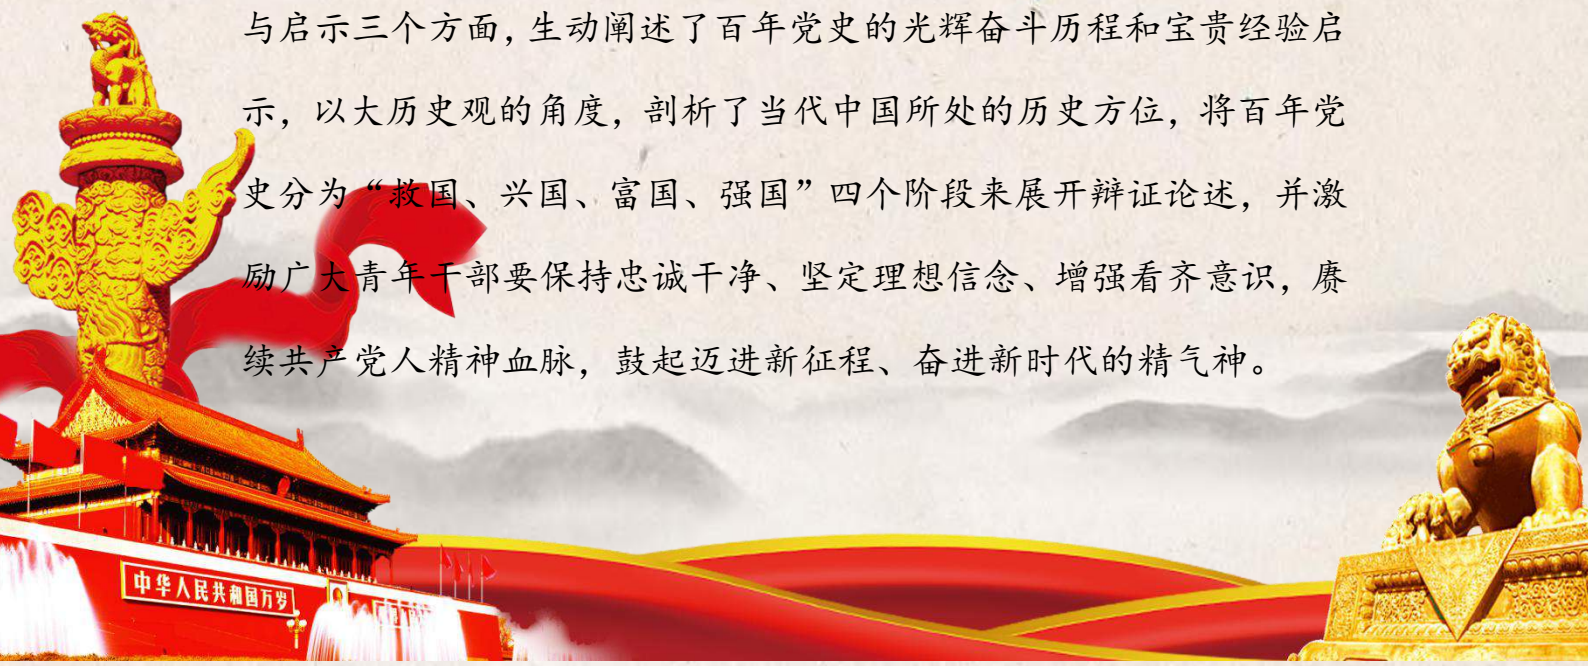 与启示三个方面，生动阐述了百年党史的光辉奋斗历程和宝贵经验启
示，以大历史观的角度，剖析了当代中国所处的历史方位，将百年党
史分为“救国、兴国、富国、强国”四个阶段来展开辩证论述，并激
励广大青年干部要保持忠诚干净、坚定理想信念、增强看齐意识，赓
续共产党人精神血脉，鼓起迈进新征程、奋进新时代的精气神。
中华人民共和国万岁